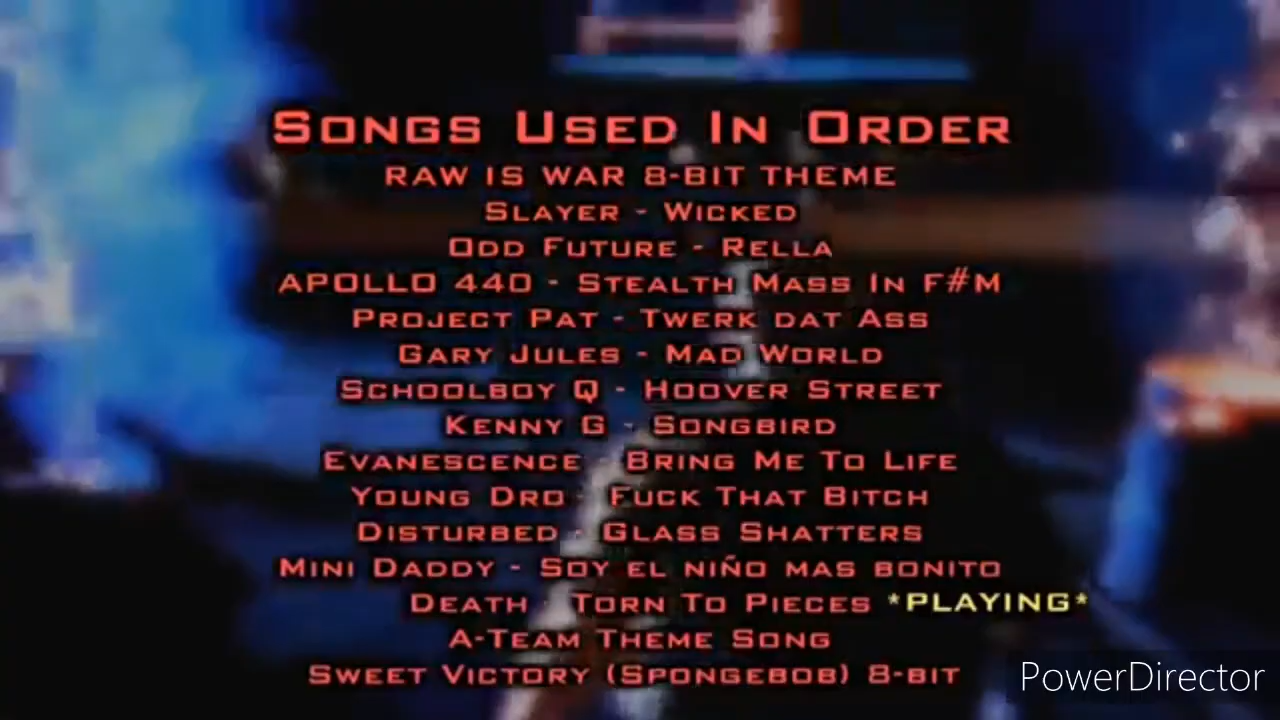 SONGS USED IN ORDER
RAW IS WAR 8-BIT THEME
SLAYER - WICKED
ODD FUTURE - RELLA
APOLLO 440 - STEALTH MASS IN F#M
PROJECT PAT - TWERK DAT ASS
GARY JULES - MAD WORLD
SCHOOLBOY Q - HOOVER STREET
KENNY G - SONGBIRD
EVANESCENCE - BRING ME TO LIFE
YOUNG DRO - FUCK THAT BITCH
DISTURBED - GLASS SHATTERS
MINI DADDY - SOY EL NIÑO MAS BONITO
DEATH - TORN TO PIECES *PLAYING*
A-TEAM THEME SONG
SWEET VICTORY (SPONGEBOB) 8-BIT
PowerDirector